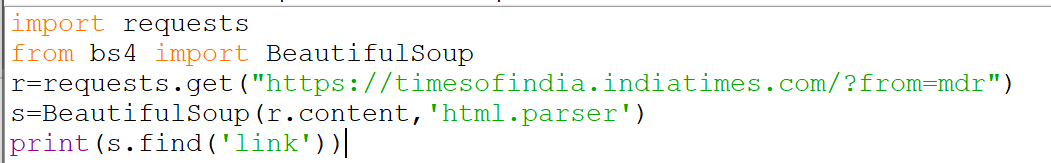 import requests
from bs4 import BeautifulSoup
r=requests.get("https://timesofindia.indiatimes.com/?from=mdr")
s=BeautifulSoup(r.content,'html.parser')
print(s.find('link'))